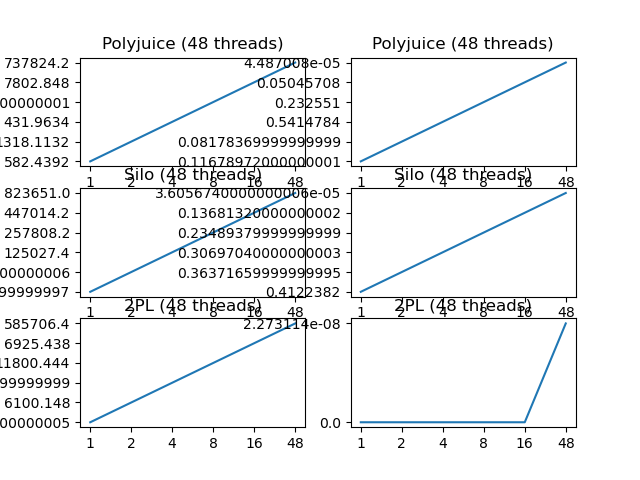 Polyjuice (48 threads)
737824.2
7802.848
00000001
431.9634
1318.1132
582.4392
1 2 4 8 16 48
Polyjuice (48 threads)
4.487008e-05
0.05045708
0.232551
0.5414784
0.08178369999999999
0.11678972000000001
1 2 4 8 16 48
Silo (48 threads)
823651.0
447014.2
257808.2
125027.4
00000006
99999997
1 2 4 8 16 48
Silo (48 threads)
3.6056740000000006e-05
0.13681320000000002
0.23489379999999999
0.30697040000000003
0.36371659999999995
0.4122382
1 2 4 8 16 48
2PL (48 threads)
585706.4
6925.438
11800.444
99999999
6100.148
00000005
1 2 4 8 16 48
2PL (48 threads)
2.273114e-08
0.0
1 2 4 8 16 48